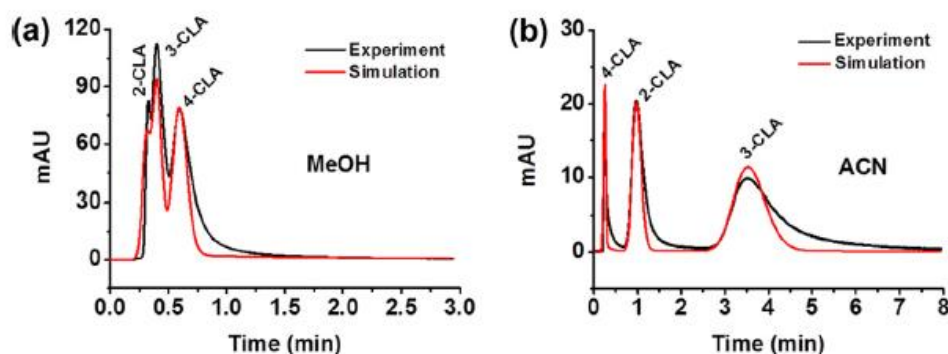 (a)
120
90
60
30
0
mAU
2-CLA
3-CLA
4-CLA
Experiment
Simulation
MeOH
0.0 0.5 1.0 1.5 2.0 2.5 3.0
Time (min)
(b)
30
20
10
0
mAU
4-CLA
2-CLA
3-CLA
Experiment
Simulation
ACN
0 1 2 3 4 5 6 7 8
Time (min)